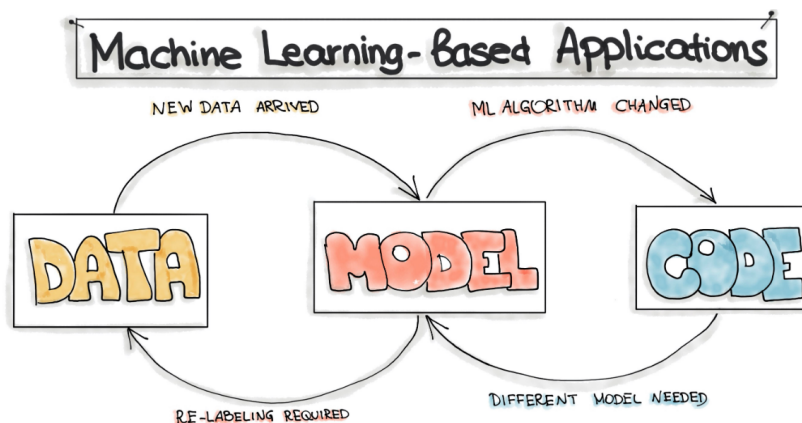 Machine Learning-Based Applications
NEW DATA ARRIVED
ML ALGORITHM CHANGED
DATA
MODEL
CODE
RE-LABELING REQUIRED
DIFFERENT MODEL NEEDED